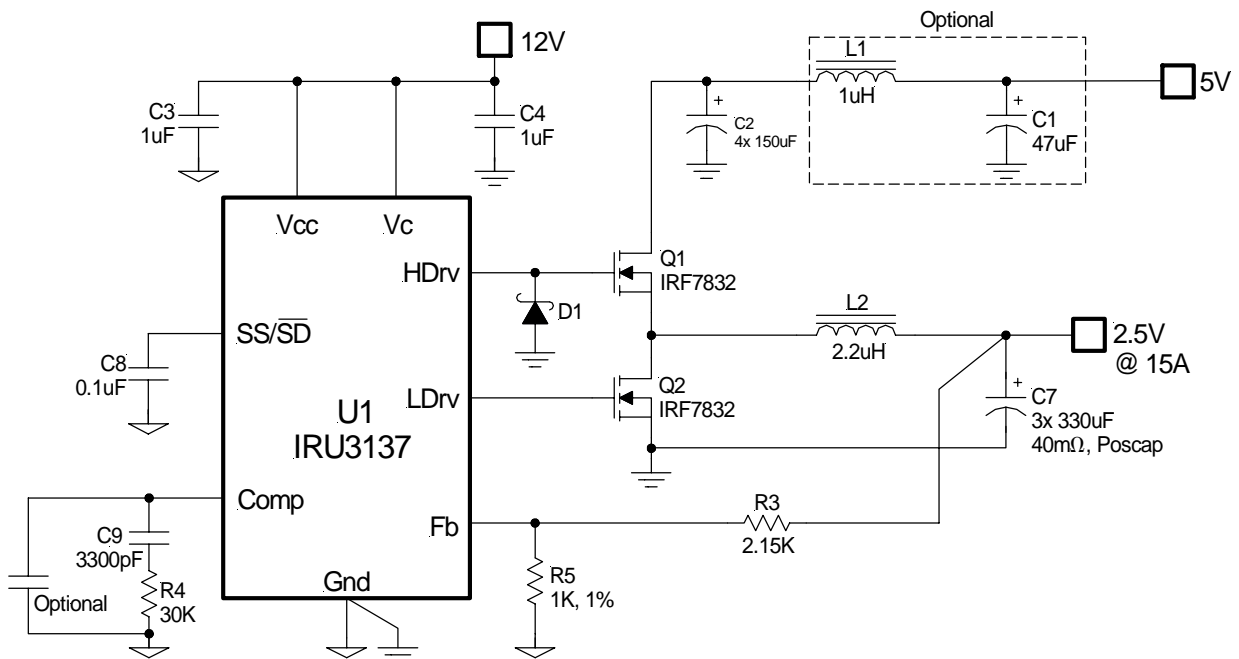 Optional
12V
L1
1uH
5V
C3
1uF
C4
1uF
C2
4x 150uF
C1
47uF
Vcc
Vc
HDrv
Q1
IRF7832
D1
L2
2.2uH
2.5V
@ 15A
SS/S̅D̅
C8
0.1uF
LDrv
Q2
IRF7832
U1
IRU3137
C7
3x 330uF
40mΩ, Poscap
Comp
C9
3300pF
Fb
R3
2.15K
R4
30K
Optional
Gnd
R5
1K, 1%